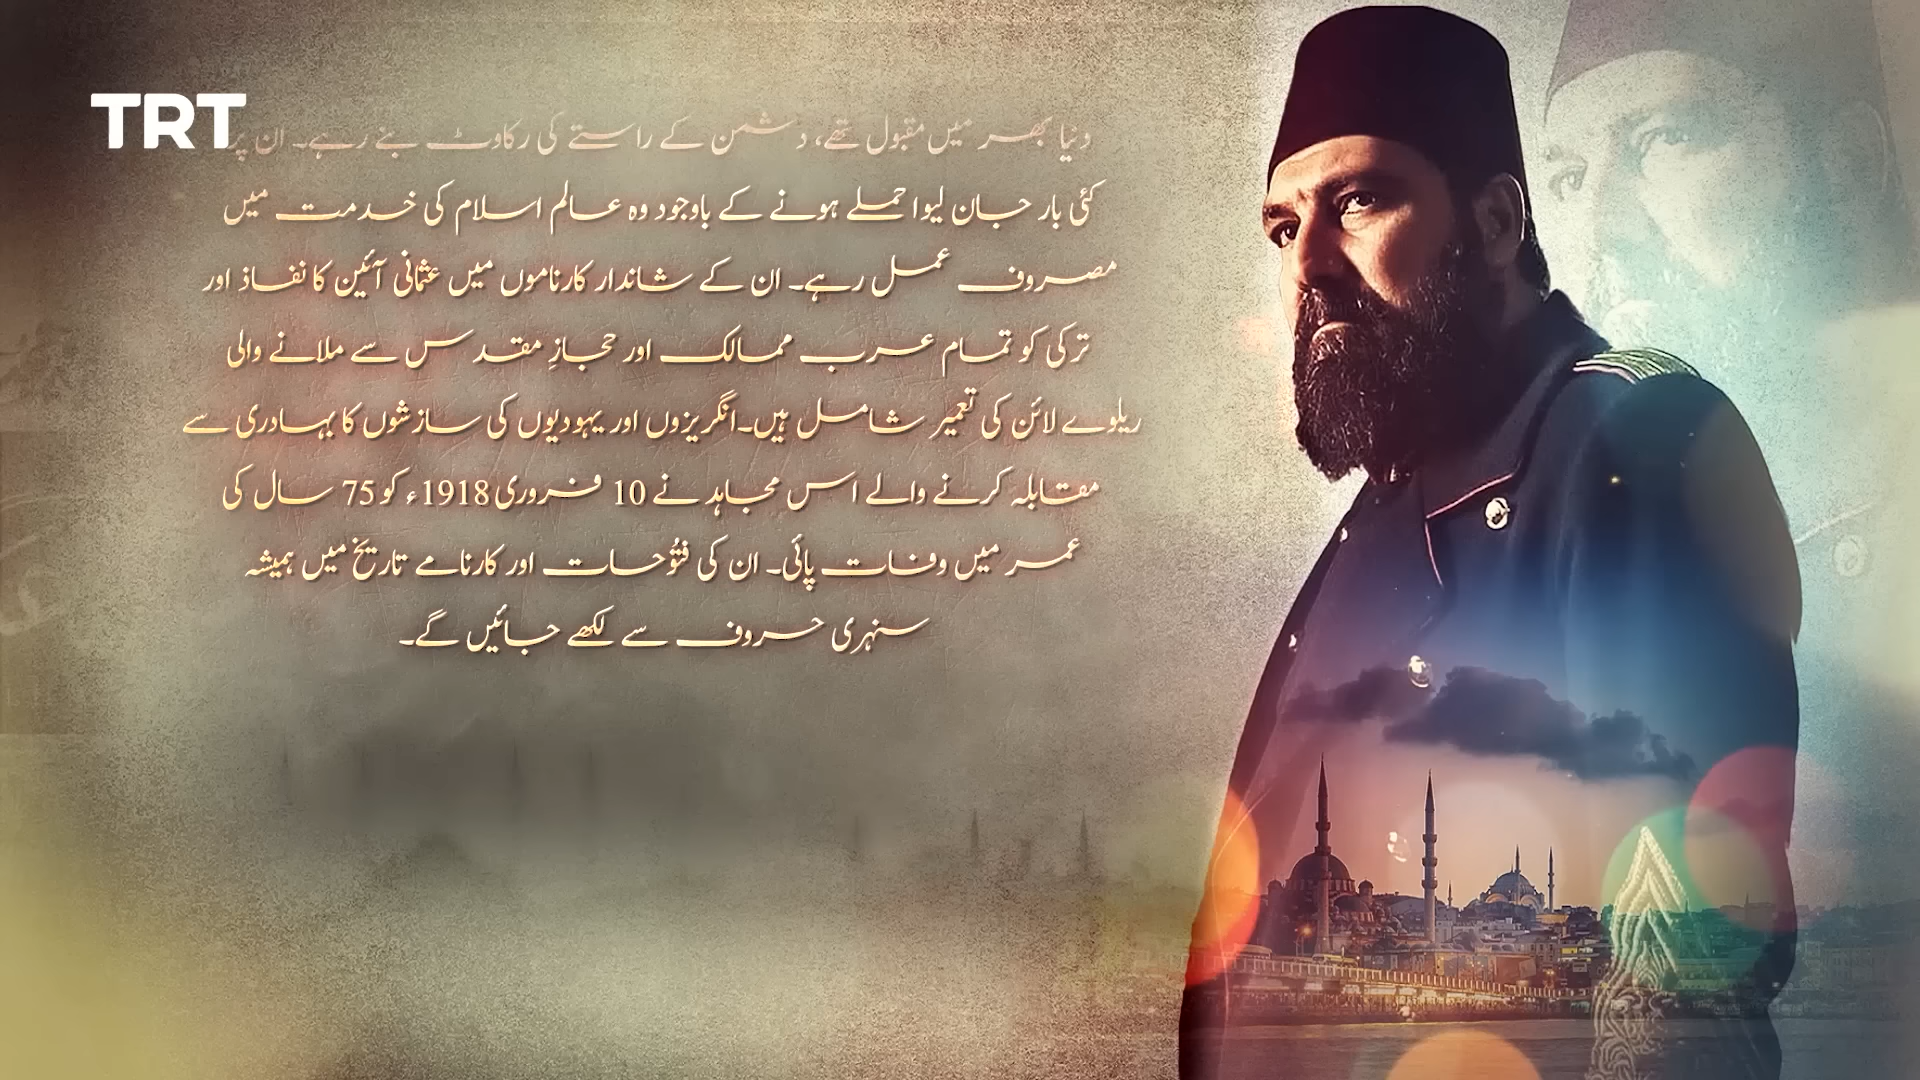 TRT
دنیا بھر میں مقبول تھے، دشمن کے راستے کی رکاوٹ بنے رہے۔ ان پر
کئی بار جان لیوا حملے ہونے کے باوجود وہ عالم اسلام کی خدمت میں
مصروف عمل رہے۔ ان کے شاندار کارناموں میں عثمانی آئین کا نفاذ اور
ترکی کو تمام عرب ممالک اور حجازِ مقدس سے ملانے والی
ریلوے لائن کی تعمیر شامل ہیں۔انگریزوں اور یہودیوں کی سازشوں کا بہادری سے
مقابلہ کرنے والے اس مجاہد نے 10 فروری 1918ء کو 75 سال کی
عمر میں وفات پائی۔ ان کی فتُوحات اور کارنامے تاریخ میں ہمیشہ
سنہری حروف سے لکھے جائیں گے۔